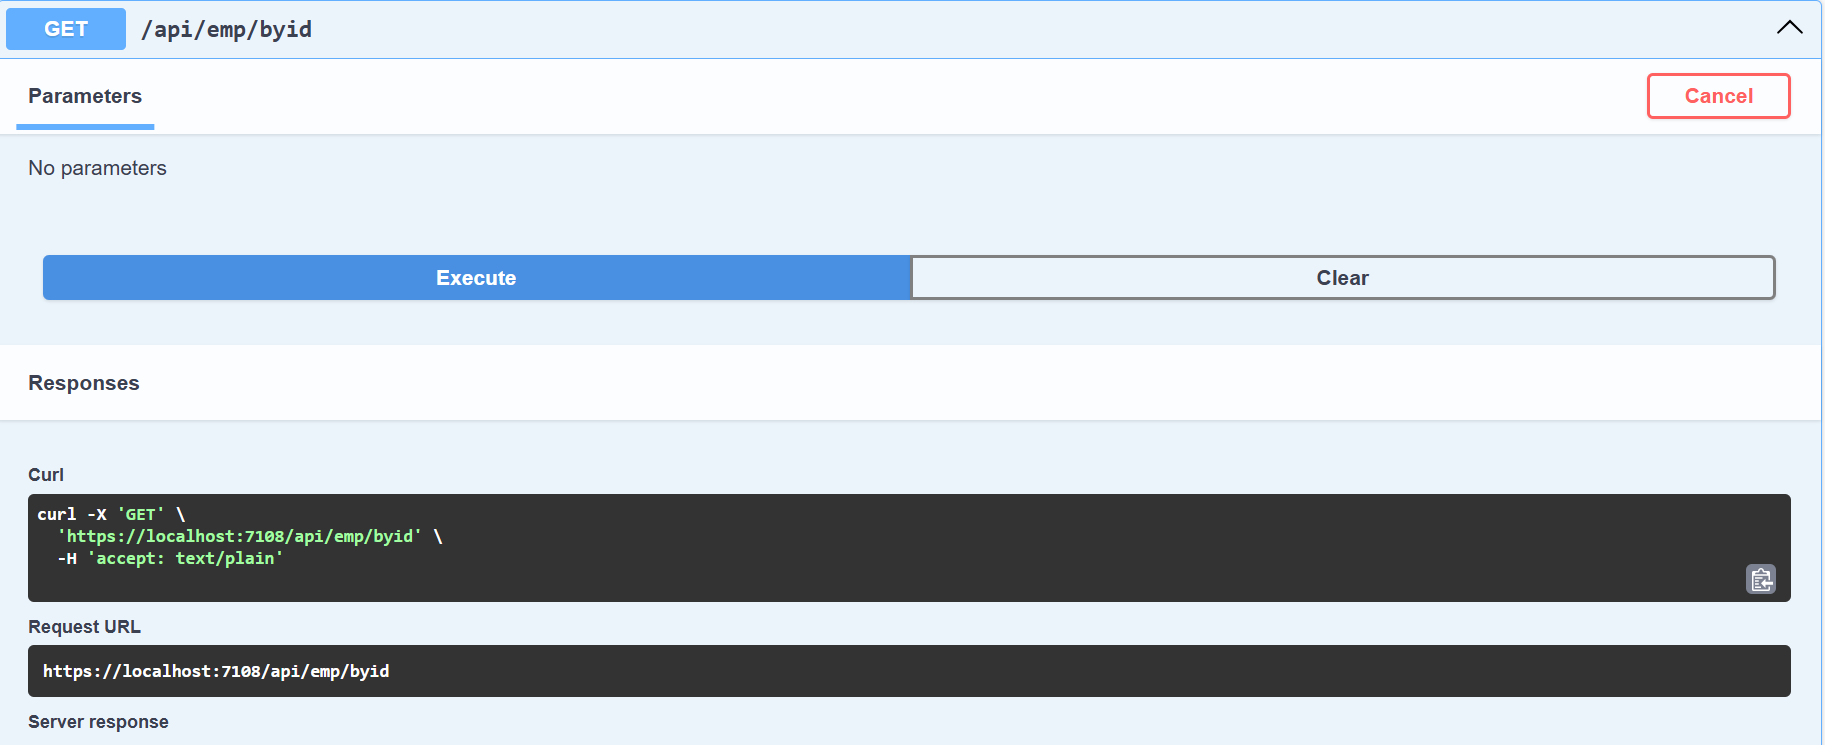 GET /api/emp/byid
Parameters
Cancel
No parameters
Execute
Clear
Responses
Curl
curl -X 'GET' \
  'https://localhost:7108/api/emp/byid' \
  -H 'accept: text/plain'
Request URL
https://localhost:7108/api/emp/byid
Server response